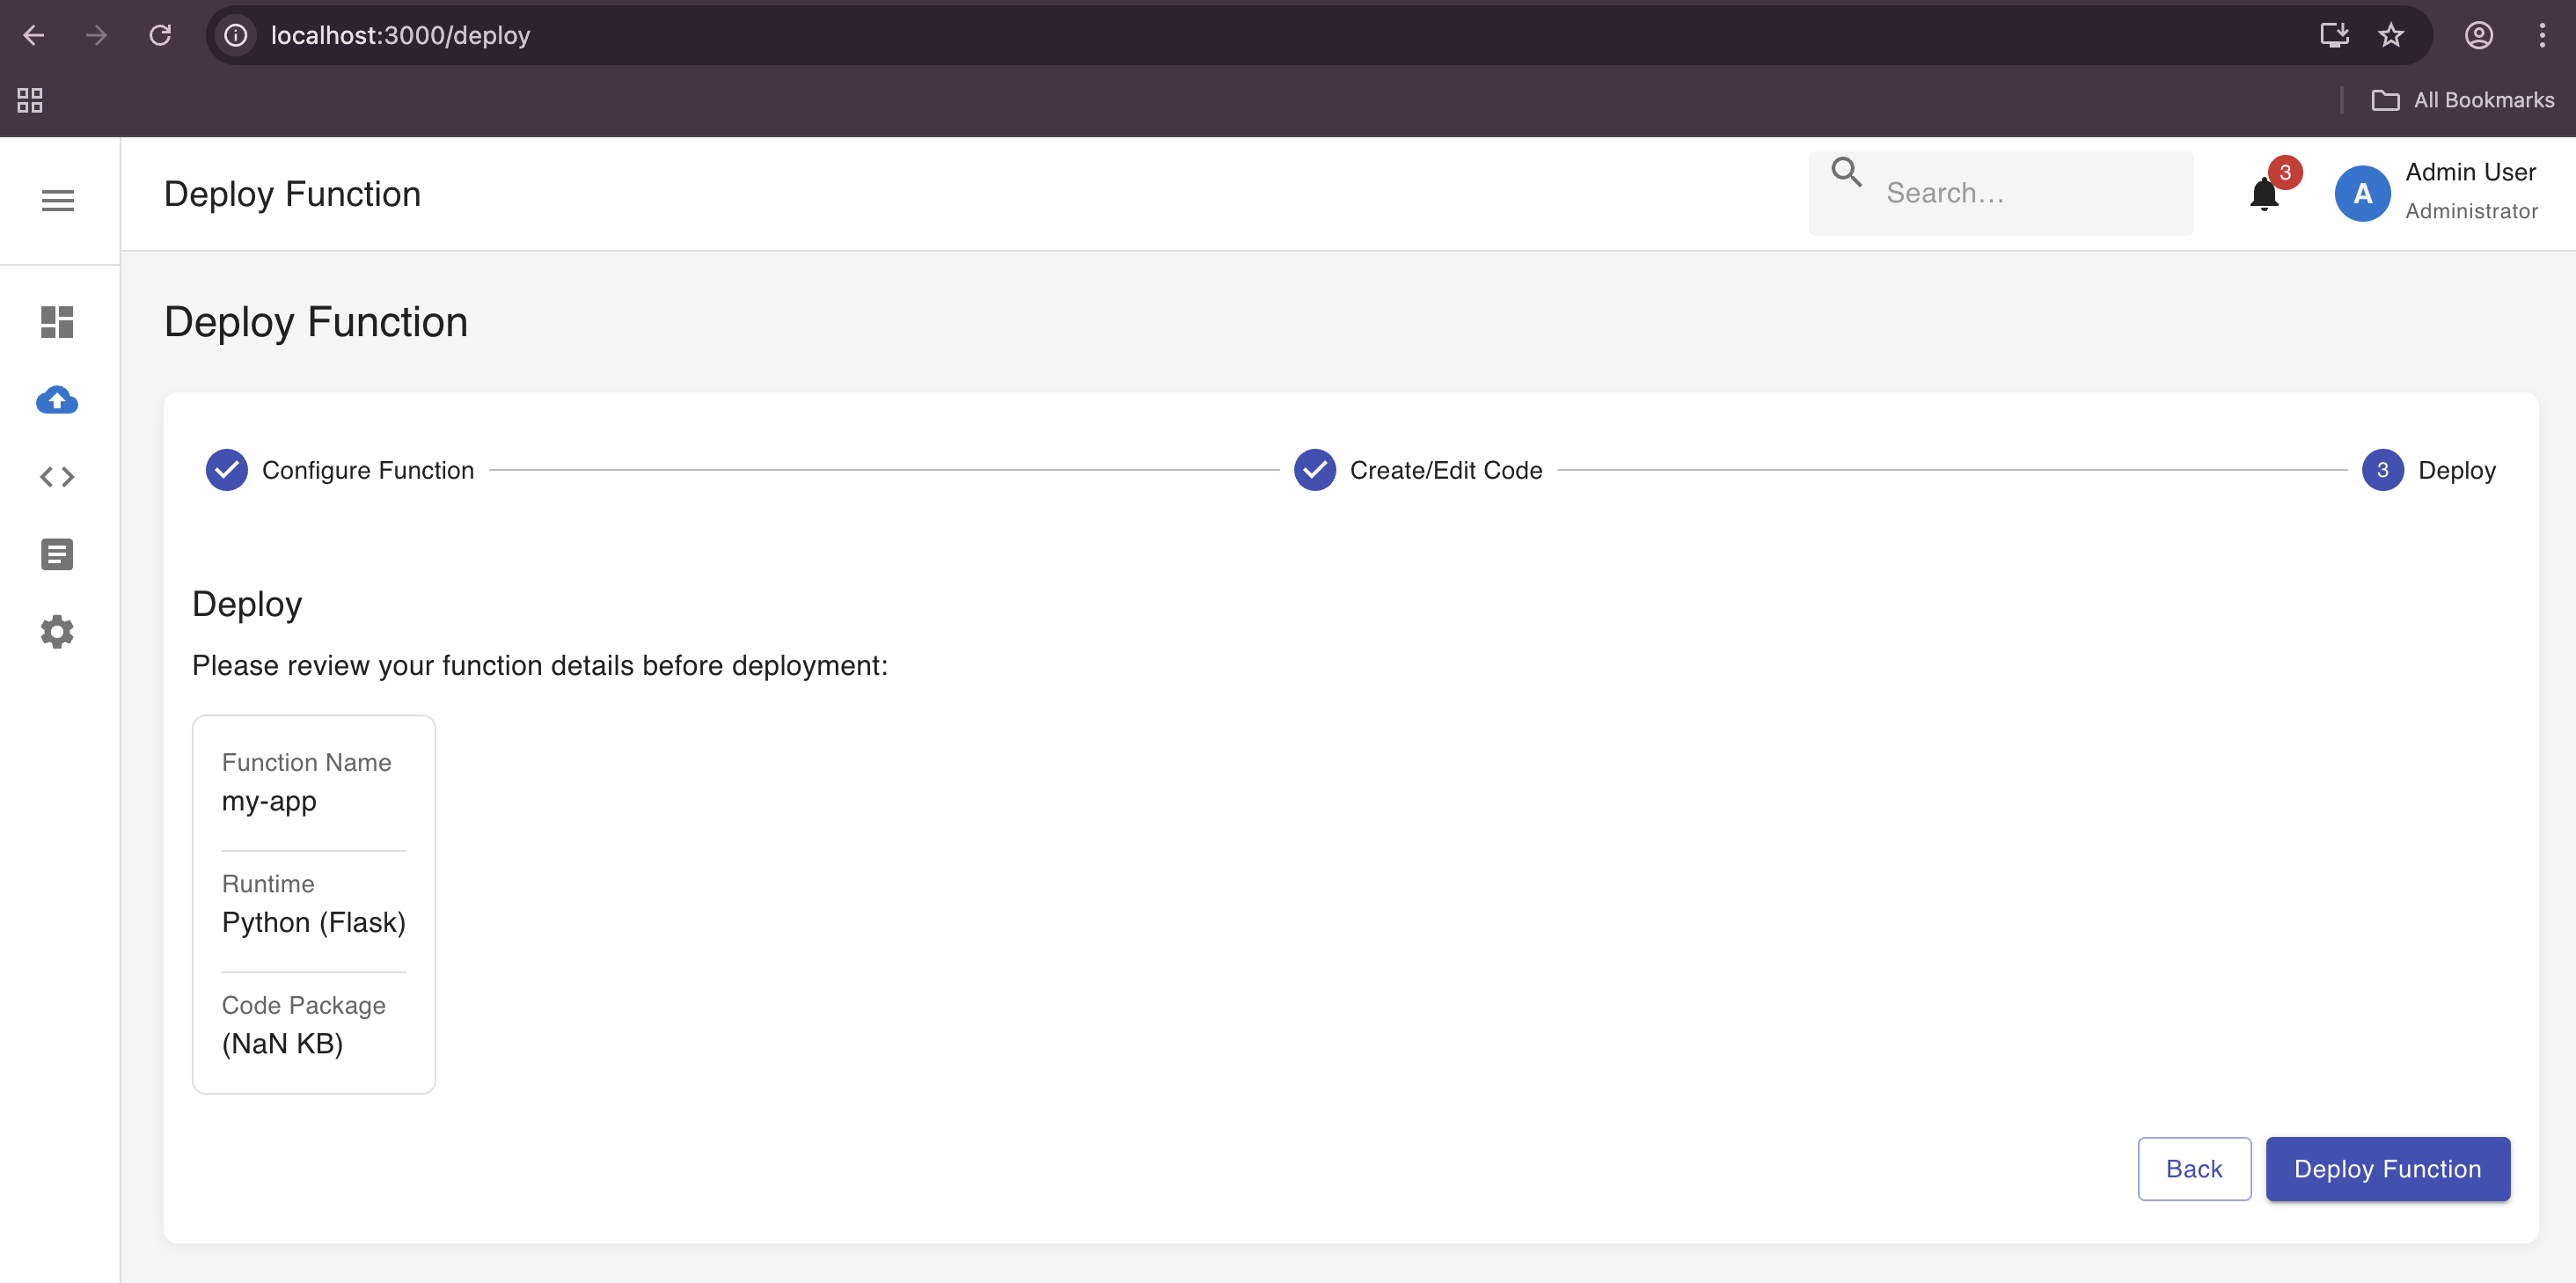 localhost:3000/deploy
All Bookmarks
Deploy Function
Search...
3
A
Admin User
Administrator
Deploy Function
Configure Function
Create/Edit Code
3
Deploy
Deploy
Please review your function details before deployment:
Function Name
my-app
Runtime
Python (Flask)
Code Package
(NaN KB)
Back
Deploy Function